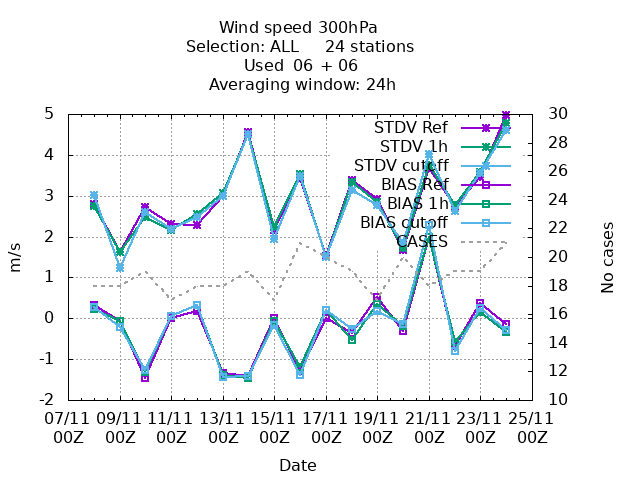 Wind speed 300hPa
Selection: ALL 24 stations
Used 06 + 06
Averaging window: 24h
STDV Ref
STDV 1h
STDV cutoff
BIAS Ref
BIAS 1h
BIAS cutoff
CASES
5
4
3
2
1
0
-1
-2
m/s
30
28
26
24
22
20
18
16
14
12
10
No cases
07/11 09/11 11/11 13/11 15/11 17/11 19/11 21/11 23/11 25/11
00Z 00Z 00Z 00Z 00Z 00Z 00Z 00Z 00Z 00Z
Date